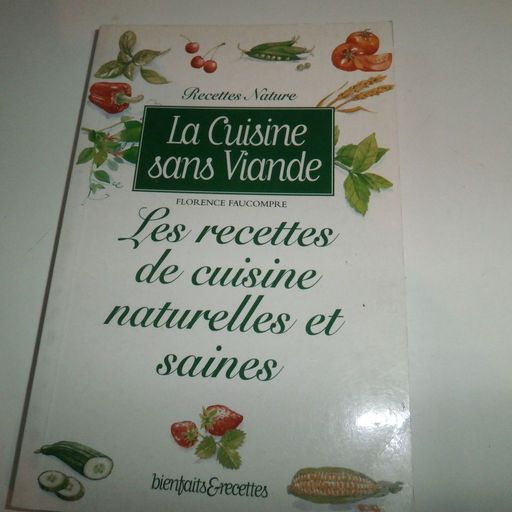 Recettes Nature
La Cuisine
sans Viande
FLORENCE FAUCOMPRE
Les recettes
de cuisine
naturelles et
saines
bienfaits&recettes